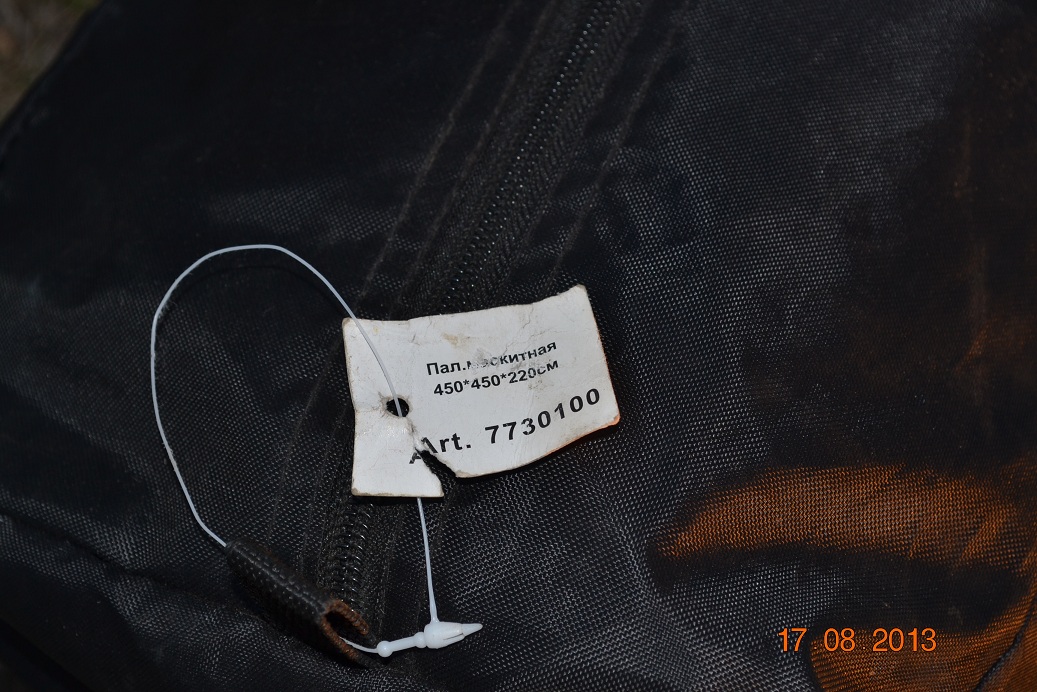 Пал.москитная
450*450*220см
Art. 7730100
17 08 2013